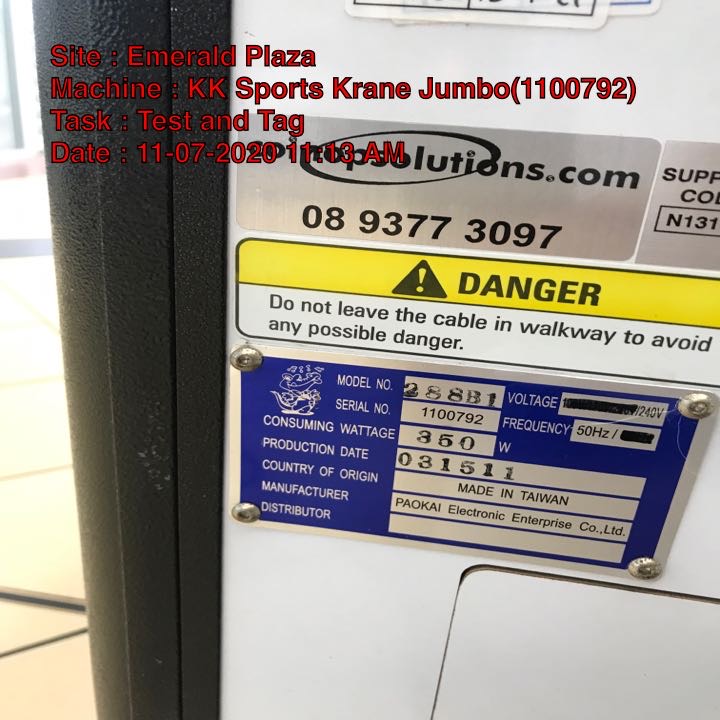 Site : Emerald Plaza
Machine : KK Sports Krane Jumbo(1100792)
Task : Test and Tag
Date : 11-07-2020 11:13 AM
solutions.com
08 9377 3097
N131
DANGER
Do not leave the cable in walkway to avoid
any possible danger.
MODEL NO. 288B1 VOLTAGE /240V
SERIAL NO. 1100792 FREQUENCY 50Hz /
CONSUMING WATTAGE 350 W
PRODUCTION DATE 031511
COUNTRY OF ORIGIN MADE IN TAIWAN
MANUFACTURER PAOKAI Electronic Enterprise Co.,Ltd.
DISTRIBUTOR